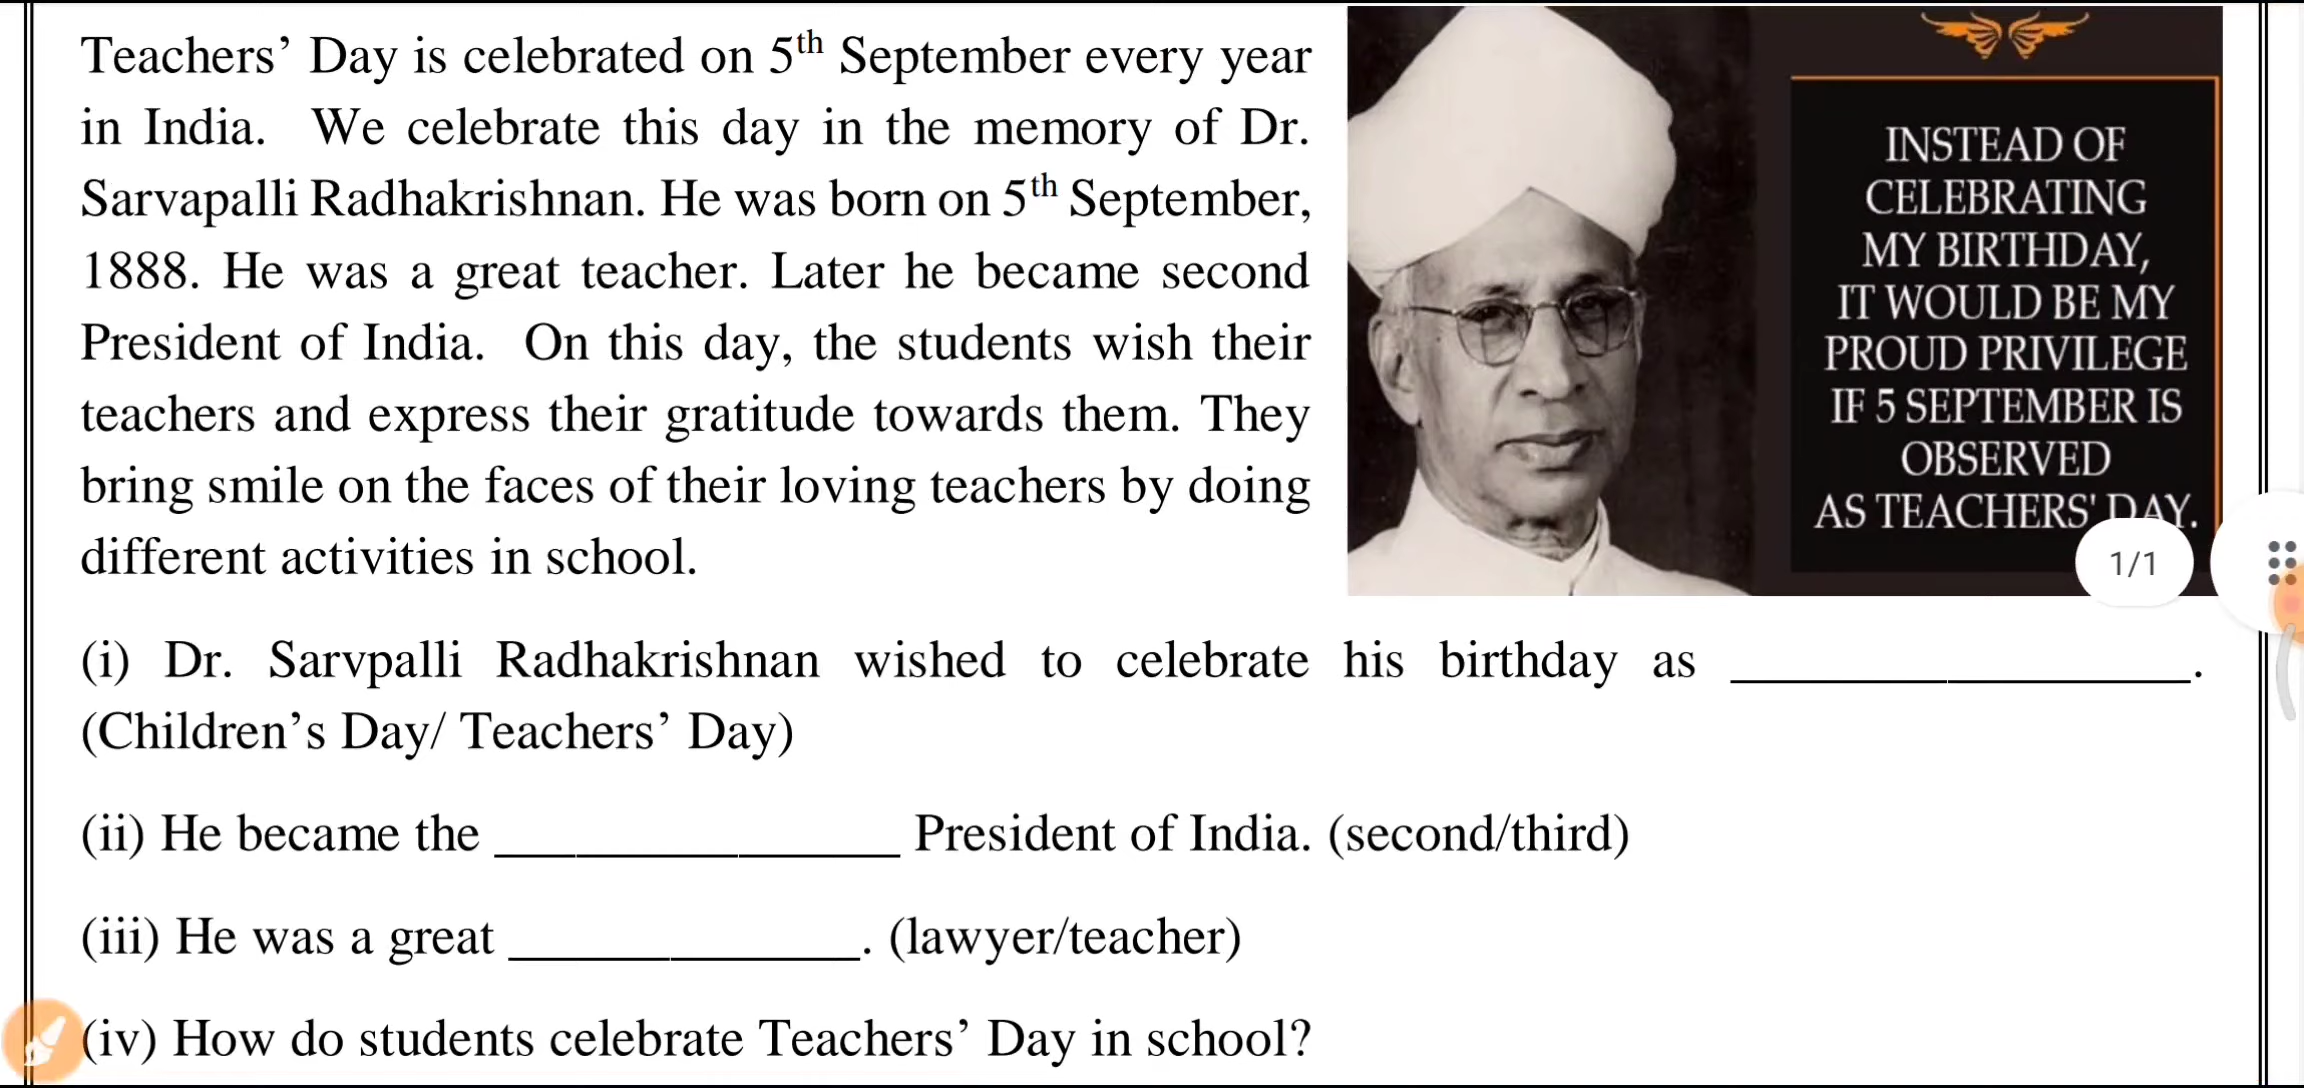 Teachers’ Day is celebrated on 5th September every year
in India. We celebrate this day in the memory of Dr.
Sarvapalli Radhakrishnan. He was born on 5th September,
1888. He was a great teacher. Later he became second
President of India. On this day, the students wish their
teachers and express their gratitude towards them. They
bring smile on the faces of their loving teachers by doing
different activities in school.
INSTEAD OF
CELEBRATING
MY BIRTHDAY,
IT WOULD BE MY
PROUD PRIVILEGE
IF 5 SEPTEMBER IS
OBSERVED
AS TEACHERS' DAY.
1/1
(i) Dr. Sarvpalli Radhakrishnan wished to celebrate his birthday as ____________.
(Children’s Day/ Teachers’ Day)
(ii) He became the ____________ President of India. (second/third)
(iii) He was a great ____________. (lawyer/teacher)
(iv) How do students celebrate Teachers’ Day in school?